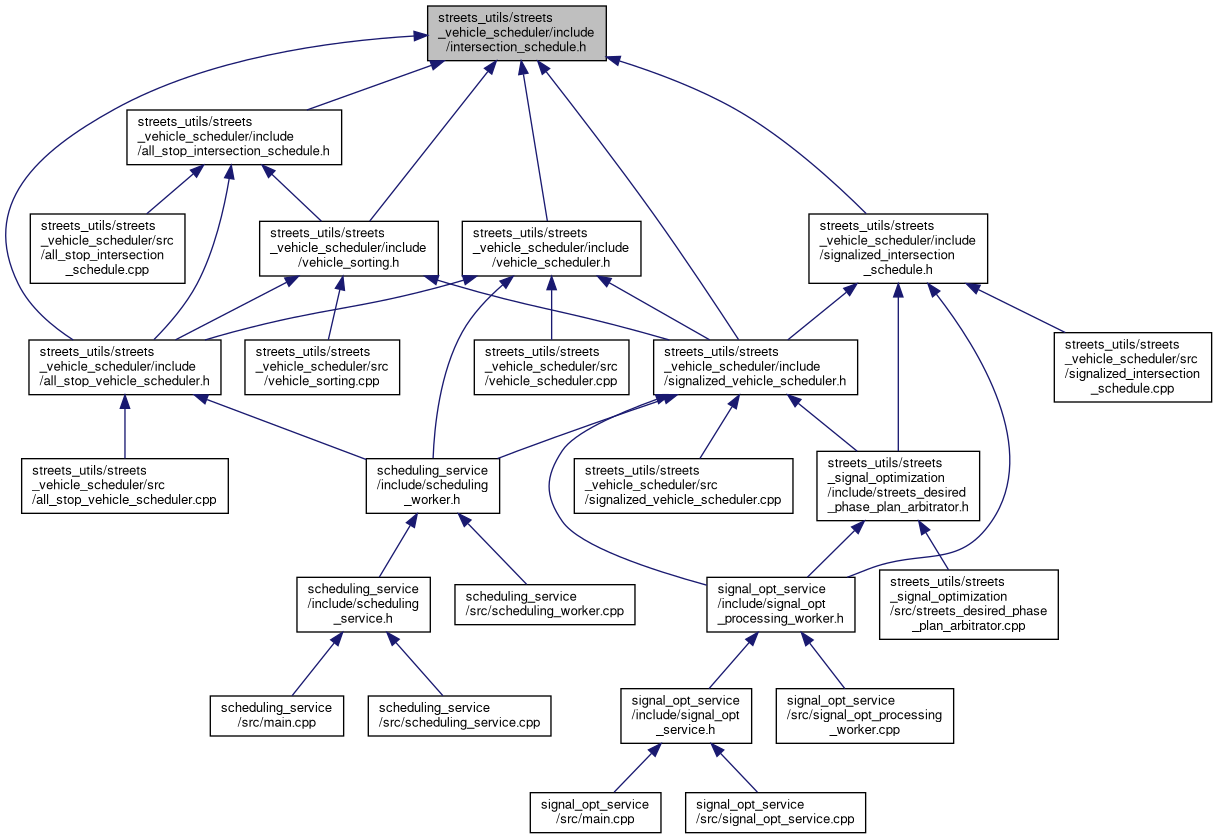 streets_utils/streets
_vehicle_scheduler/include
/intersection_schedule.h
streets_utils/streets
_vehicle_scheduler/include
/all_stop_intersection_schedule.h
streets_utils/streets
_vehicle_scheduler/src
/all_stop_intersection
_schedule.cpp
streets_utils/streets
_vehicle_scheduler/include
/vehicle_sorting.h
streets_utils/streets
_vehicle_scheduler/include
/vehicle_scheduler.h
streets_utils/streets
_vehicle_scheduler/include
/signalized_intersection
_schedule.h
streets_utils/streets
_vehicle_scheduler/include
/all_stop_vehicle_scheduler.h
streets_utils/streets
_vehicle_scheduler/src
/vehicle_sorting.cpp
streets_utils/streets
_vehicle_scheduler/src
/vehicle_scheduler.cpp
streets_utils/streets
_vehicle_scheduler/include
/signalized_vehicle_scheduler.h
streets_utils/streets
_vehicle_scheduler/src
/signalized_intersection
_schedule.cpp
streets_utils/streets
_vehicle_scheduler/src
/all_stop_vehicle_scheduler.cpp
scheduling_service
/include/scheduling
_worker.h
streets_utils/streets
_vehicle_scheduler/src
/signalized_vehicle_scheduler.cpp
streets_utils/streets
_signal_optimization
/include/streets_desired
_phase_plan_arbitrator.h
scheduling_service
/include/scheduling
_service.h
scheduling_service
/src/scheduling_worker.cpp
signal_opt_service
/include/signal_opt
_processing_worker.h
streets_utils/streets
_signal_optimization
/src/streets_desired_phase
_plan_arbitrator.cpp
scheduling_service
/src/main.cpp
scheduling_service
/src/scheduling_service.cpp
signal_opt_service
/include/signal_opt
_service.h
signal_opt_service
/src/signal_opt_processing
_worker.cpp
signal_opt_service
/src/main.cpp
signal_opt_service
/src/signal_opt_service.cpp